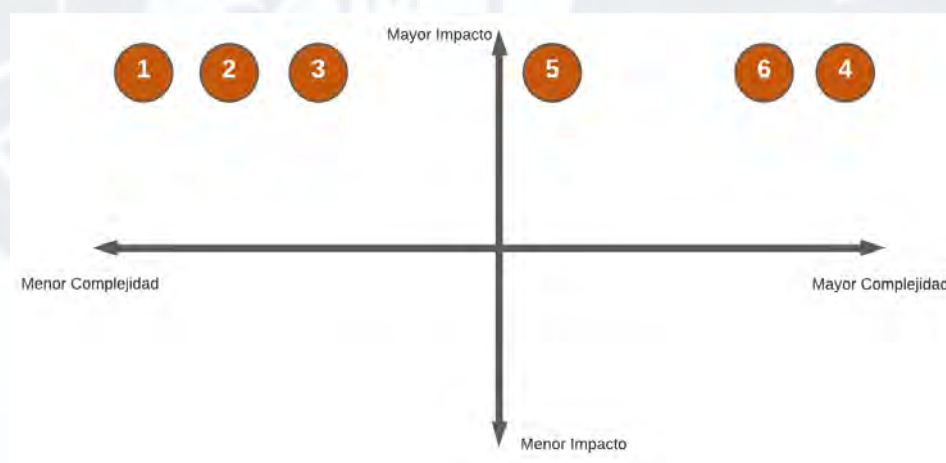 Mayor Impacto
1 2 3 5 6 4
Menor Complejidad
Mayor Complejidad
Menor Impacto